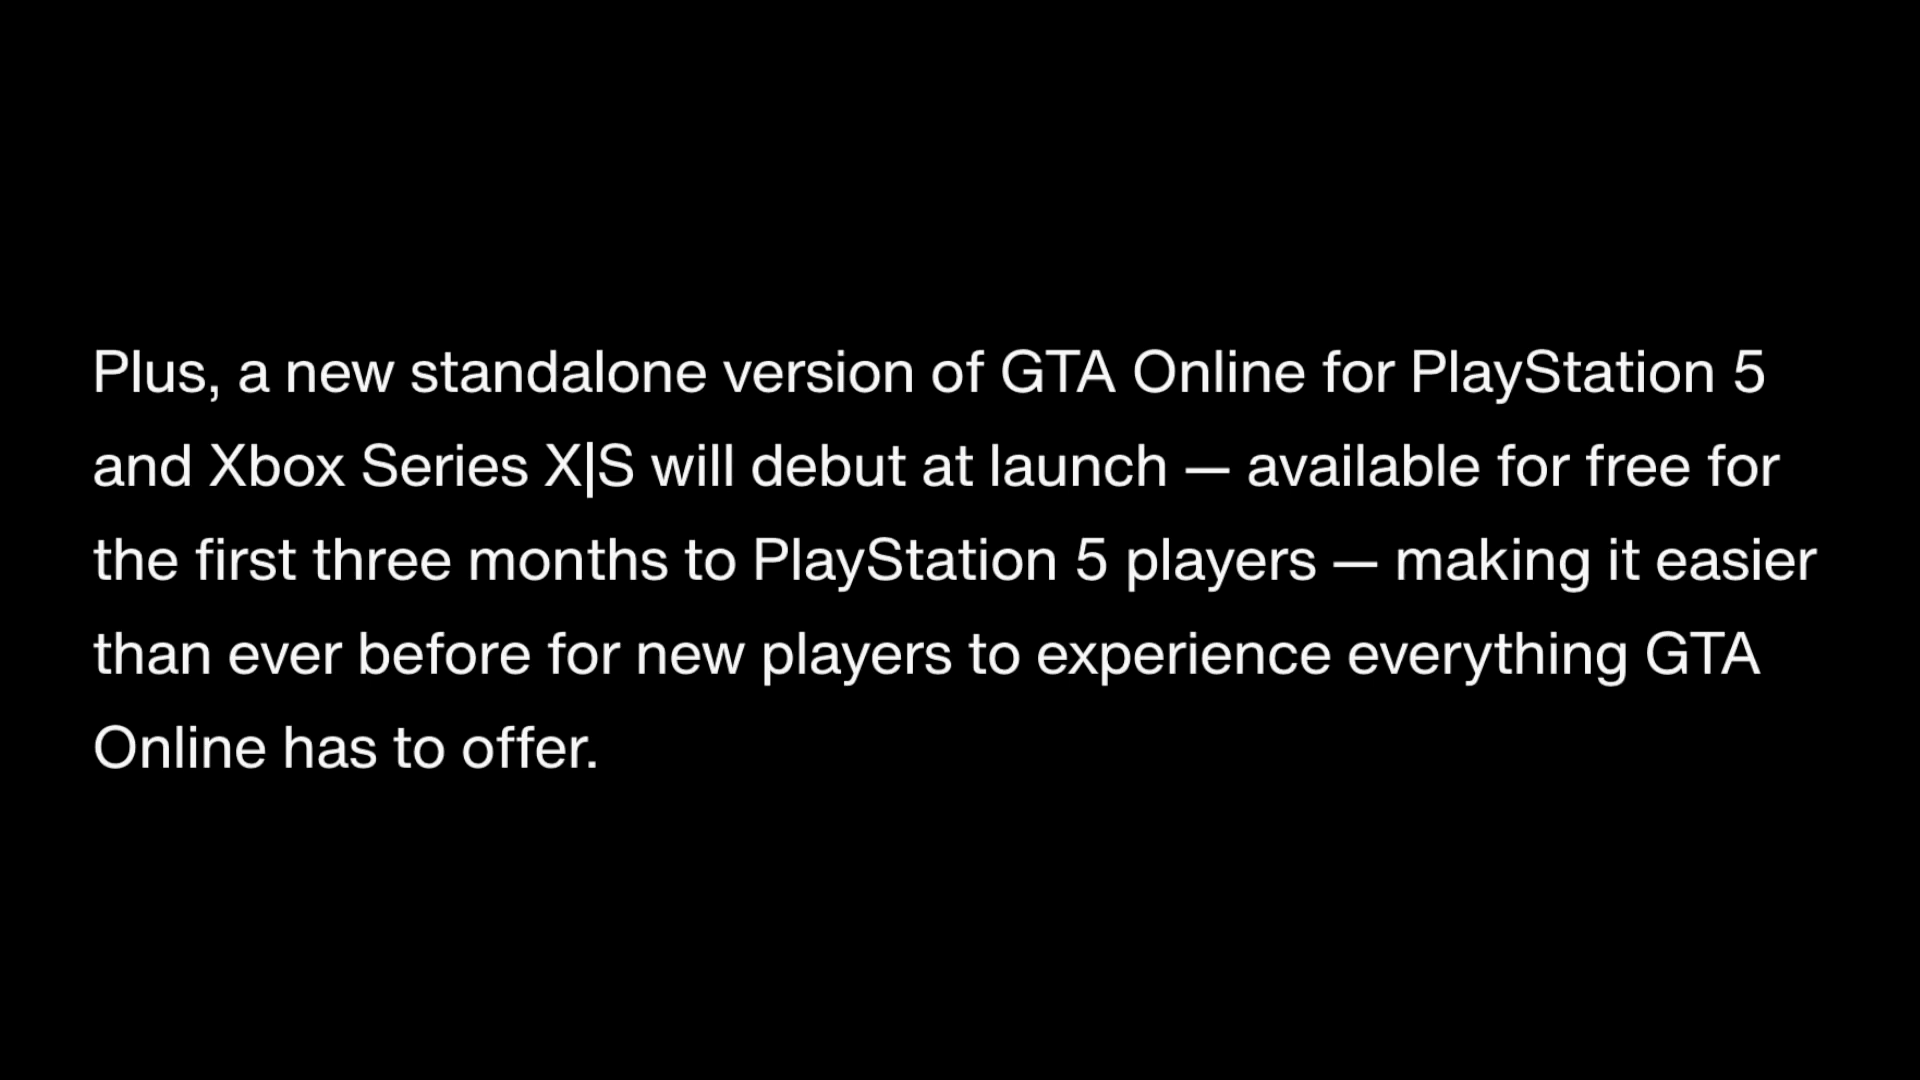 Plus, a new standalone version of GTA Online for PlayStation 5
and Xbox Series X|S will debut at launch — available for free for
the first three months to PlayStation 5 players — making it easier
than ever before for new players to experience everything GTA
Online has to offer.